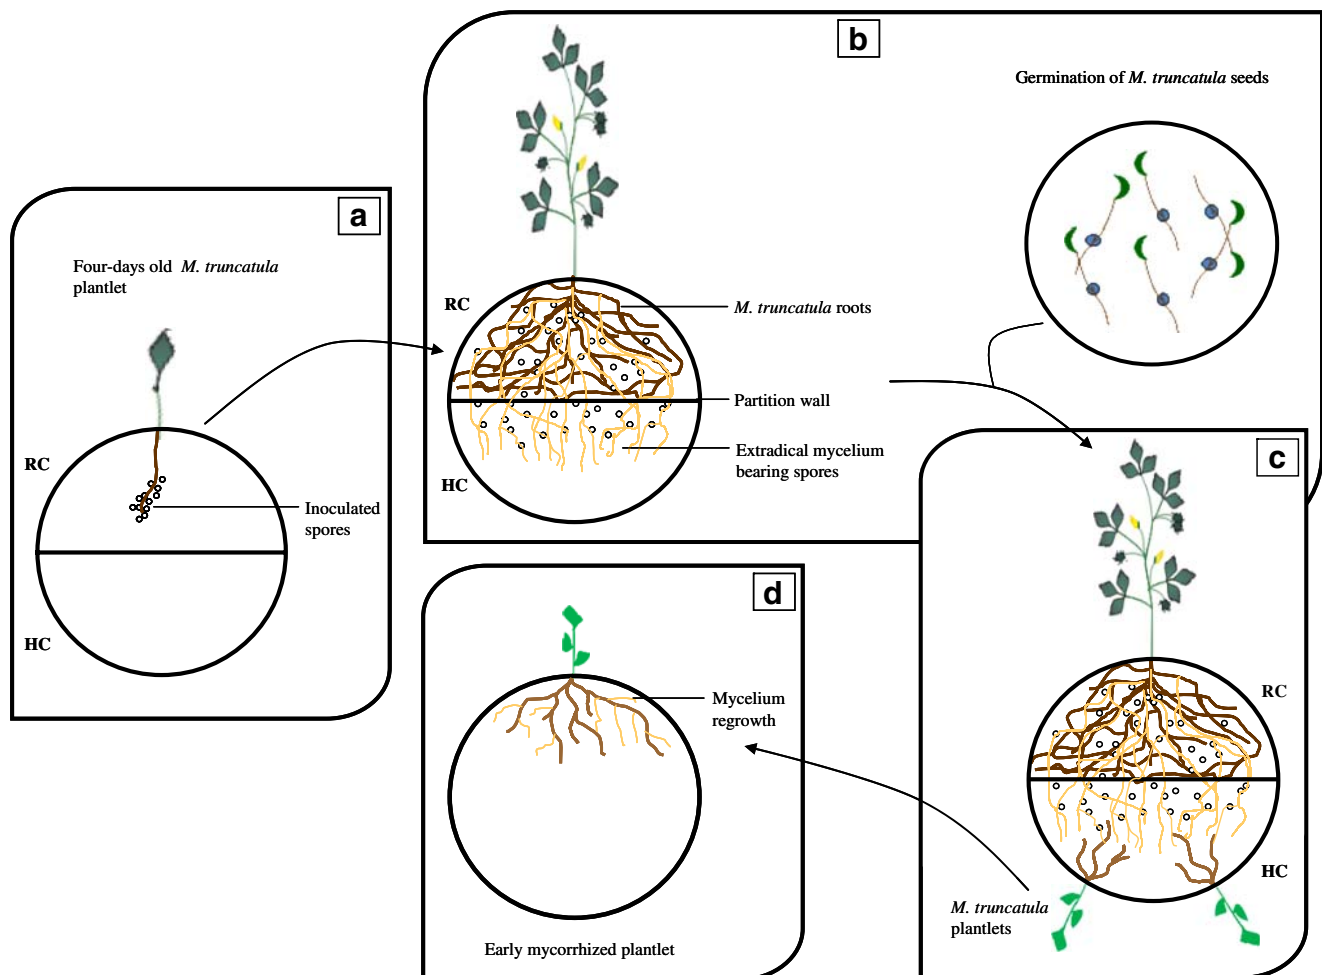 a
Four-days old M. truncatula
plantlet
RC
Inoculated
spores
HC
b
Germination of M. truncatula seeds
RC
M. truncatula roots
Partition wall
Extradical mycelium
bearing spores
HC
c
RC
HC
M. truncatula
plantlets
d
Mycelium
regrowth
Early mycorrhized plantlet